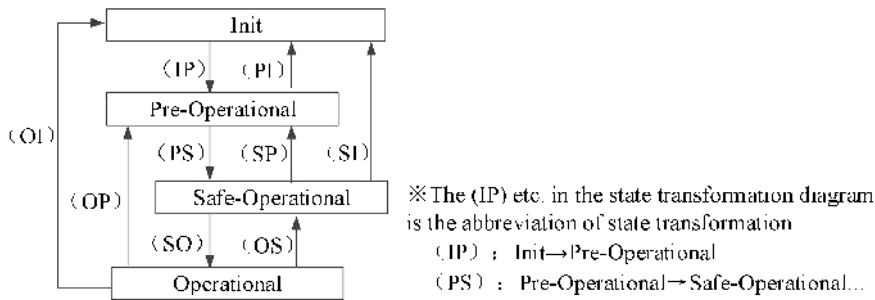 Init
(IP) (PI)
Pre-Operational
(OI)
(PS) (SP) (SI)
Safe-Operational
(OP)
(SO) (OS)
Operational
※The (IP) etc. in the state transformation diagram
is the abbreviation of state transformation
(IP) : Init→Pre-Operational
(PS) : Pre-Operational→Safe-Operational...